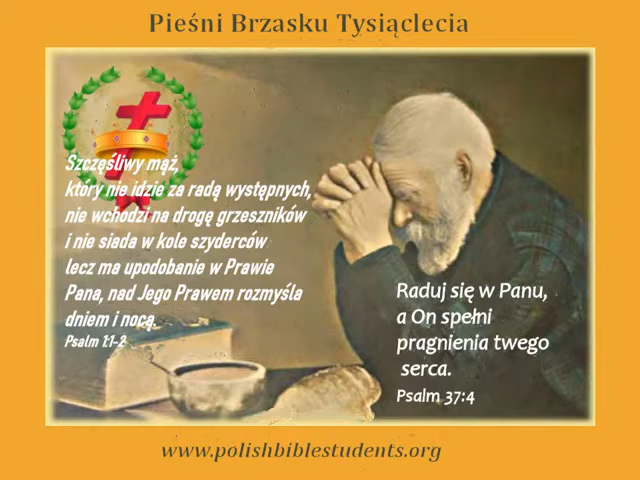 Pieśni Brzasku Tysiąclecia
Szczęśliwy mąż,
który nie idzie za radą występnych,
nie wchodzi na drogę grzeszników
i nie siada w kole szyderców
lecz ma upodobanie w Prawie
Pana, nad Jego Prawem rozmyśla
dniem i nocą.
Psalm 1:1-2
Raduj się w Panu,
a On spełni
pragnienia twego
serca.
Psalm 37:4
www.polishbiblestudents.org